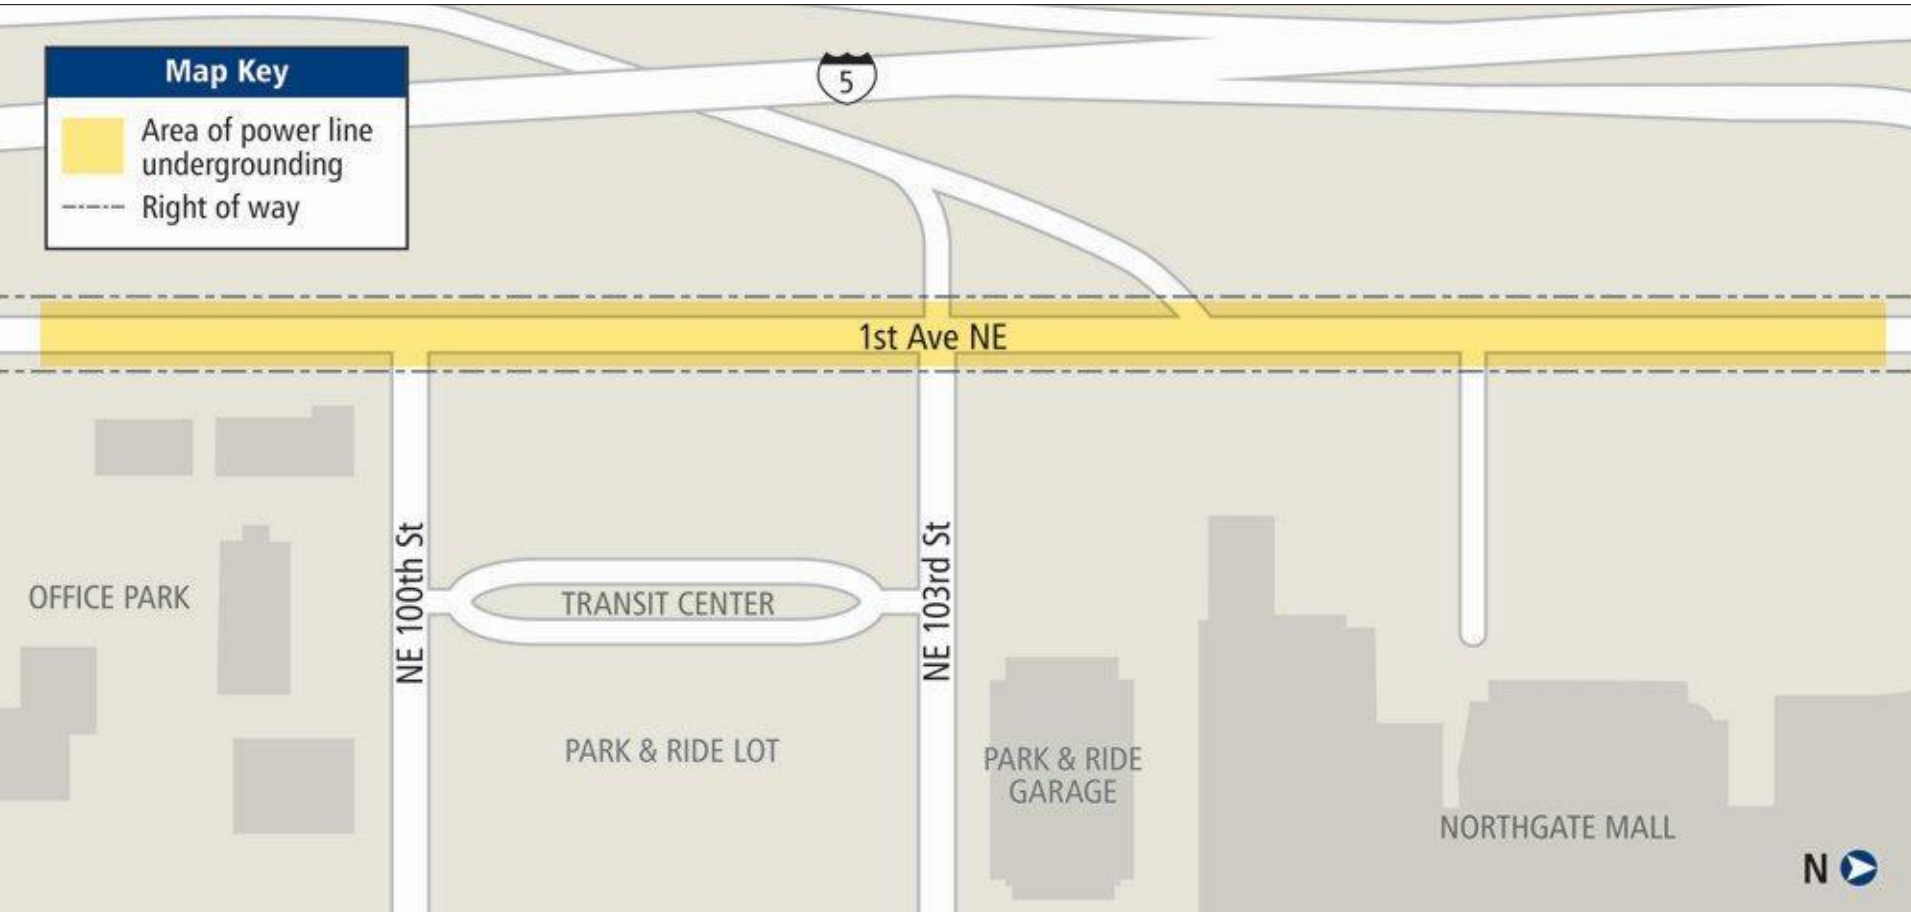 5
Map Key
Area of power line
undergrounding
Right of way
1st Ave NE
NE 100th St
NE 103rd St
OFFICE PARK
TRANSIT CENTER
PARK & RIDE LOT
PARK & RIDE
GARAGE
NORTHGATE MALL
N